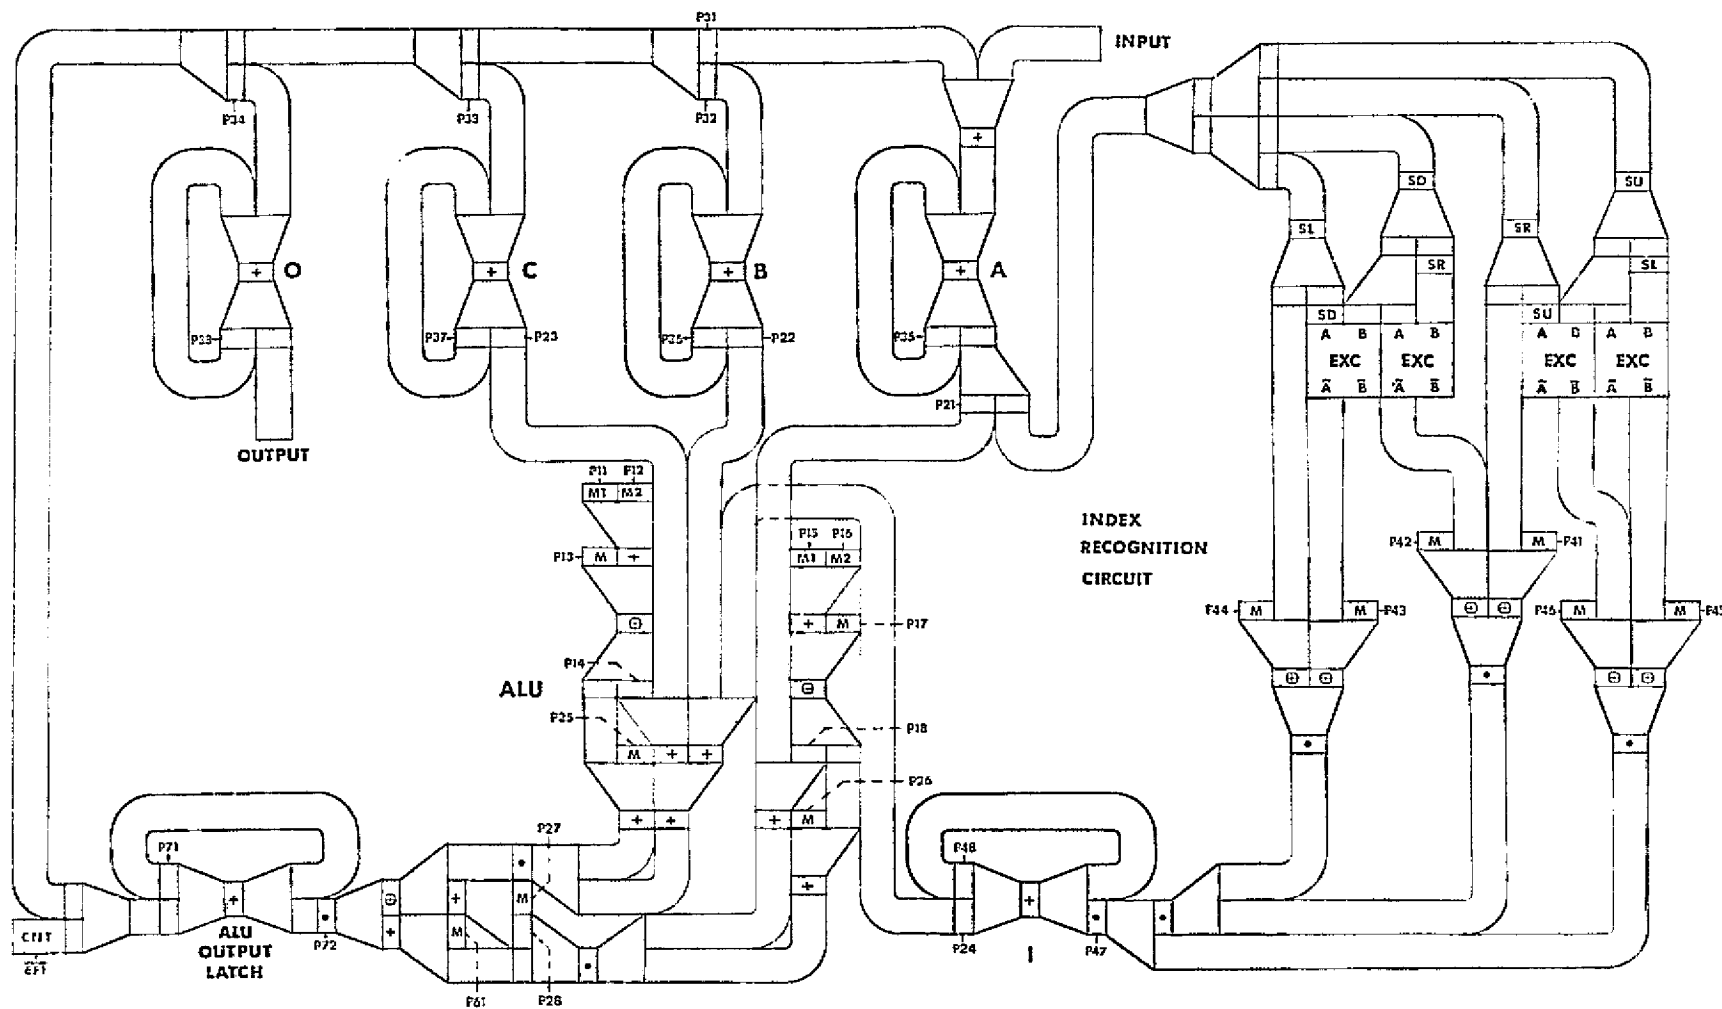 P31
INPUT
P34
P33
P32
+
SD
SU
SL
SR
+ O
+ C
+ B
+ A
SR
SL
SD
SU
A B A B
A B A B
P37 P23
P22
P21
EXC EXC
EXC EXC
A̅ B̅ A̅ B̅
A̅ B̅ A̅ B̅
OUTPUT
P11 P12
M1 M2
INDEX
RECOGNITION
CIRCUIT
P15 P16
M1 M2
P13 M +
P42 M
M P41
⊙
+ M P17
P44 M
M P43
⊕ ⊕
P46 M
M
P14
ALU
⊖
⊕ ⊕
•
⊖ ⊖
P25
P18
M + +
•
•
P26
+ +
+ M
P27
P71
P48
•
+
⊕
+ M
+
+
•
•
CNT
ALU
OUTPUT
LATCH
P72
+
M
P24
I
P47
EFT
•
P61
P28